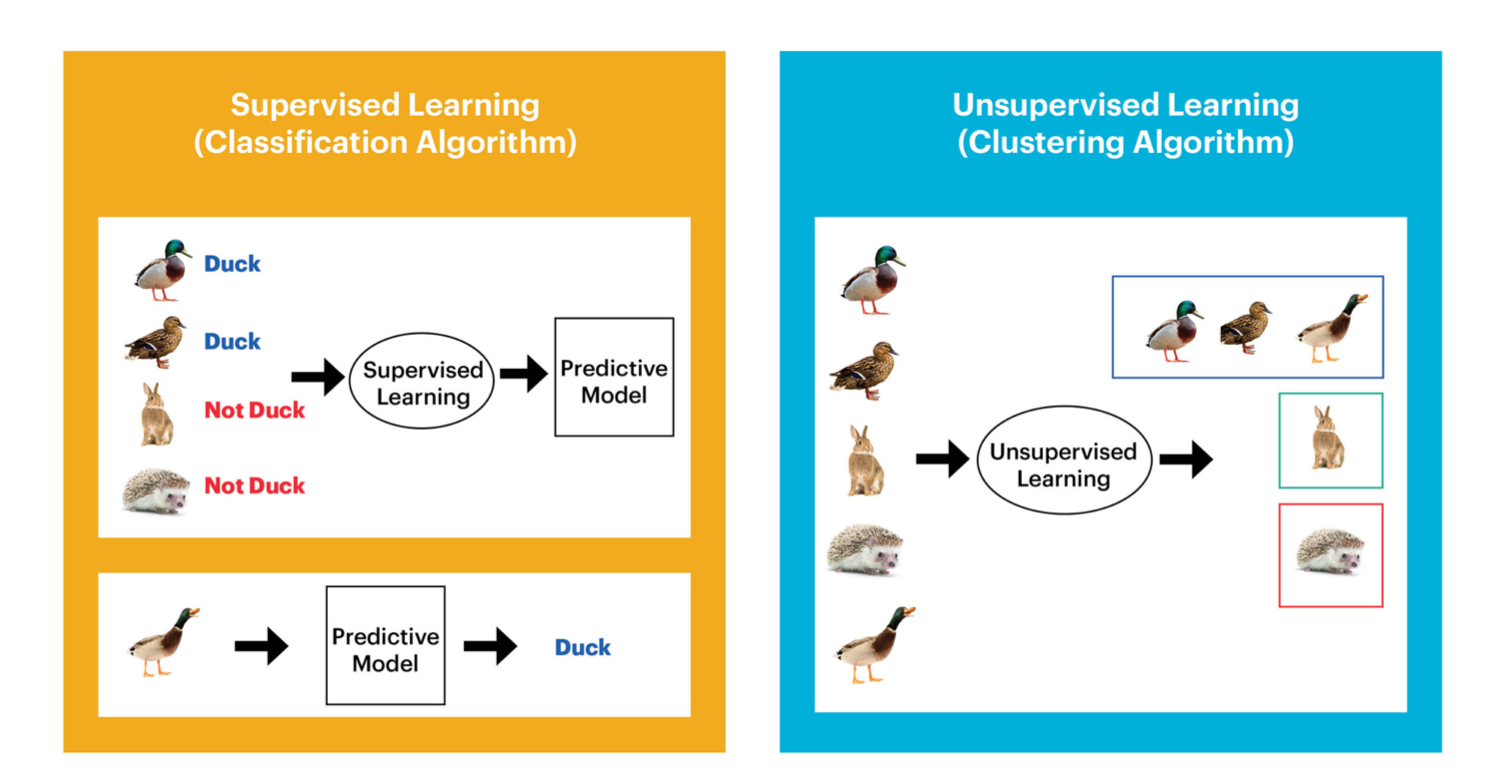 Supervised Learning
(Classification Algorithm)
Duck
Duck
Not Duck
Not Duck
Supervised
Learning
Predictive
Model
Predictive
Model
Duck
Unsupervised Learning
(Clustering Algorithm)
Unsupervised
Learning